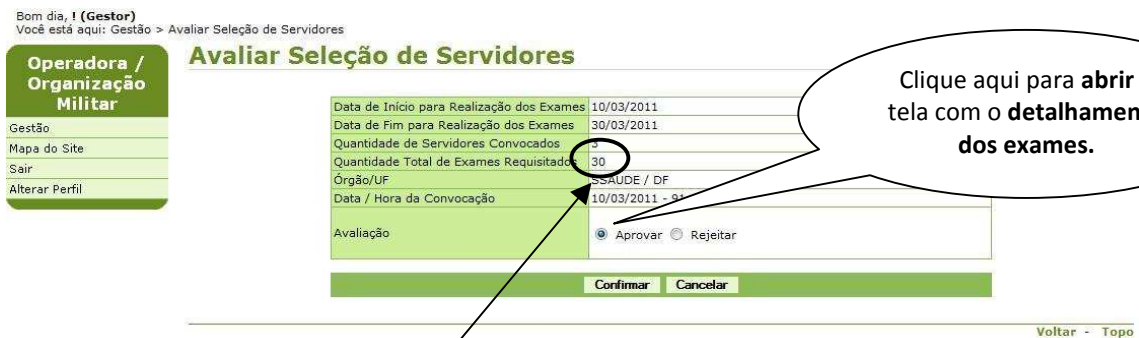 Bom dia, ! (Gestor)
Você está aqui: Gestão > Avaliar Seleção de Servidores
Operadora /
Organização
Militar
Gestão
Mapa do Site
Sair
Alterar Perfil
Avaliar Seleção de Servidores
Data de Início para Realização dos Exames 10/03/2011
Data de Fim para Realização dos Exames 30/03/2011
Quantidade de Servidores Convocados 3
Quantidade Total de Exames Requisitados 30
Órgão/UF SSAUDE / DF
Data / Hora da Convocação 10/03/2011 - 91
Avaliação Aprovar Rejeitar
Confirmar Cancelar
Clique aqui para abrir
tela com o detalhamen
dos exames.
Voltar - Topo